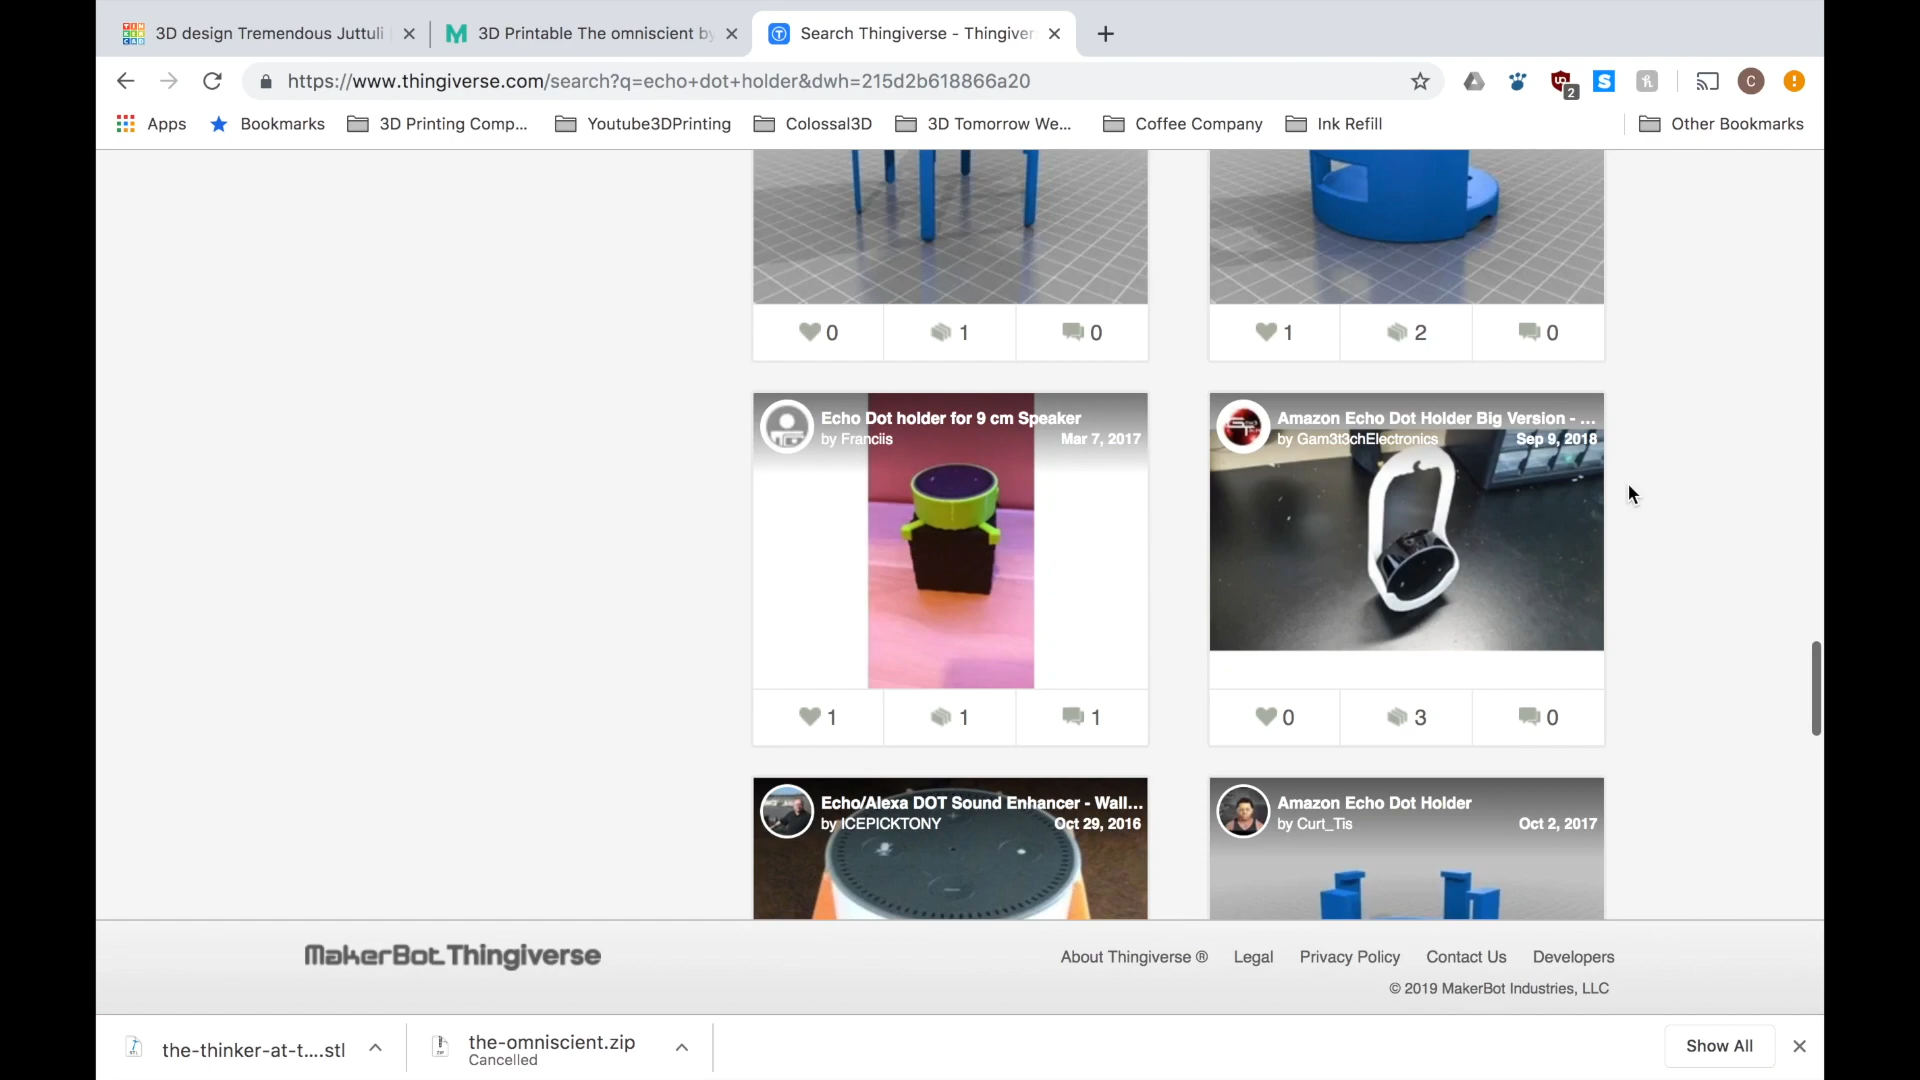 3D design Tremendous Juttuli
3D Printable The omniscient by
Search Thingiverse - Thingiver
https://www.thingiverse.com/search?q=echo+dot+holder&dwh=215d2b618866a20
2
S
h
C
Apps
Bookmarks
3D Printing Comp...
Youtube3DPrinting
Colossal3D
3D Tomorrow We...
Coffee Company
Ink Refill
Other Bookmarks
0 1 0
1 2 0
Echo Dot holder for 9 cm Speaker
by Franciis Mar 7, 2017
Amazon Echo Dot Holder Big Version - ...
by Gam3t3chElectronics Sep 9, 2018
1 1 1
0 3 0
Echo/Alexa DOT Sound Enhancer - Wall...
by ICEPICKTONY Oct 29, 2016
Amazon Echo Dot Holder
by Curt_Tis Oct 2, 2017
MakerBot Thingiverse
About Thingiverse ® Legal Privacy Policy Contact Us Developers
© 2019 MakerBot Industries, LLC
the-thinker-at-t....stl
the-omniscient.zip
Cancelled
Show All